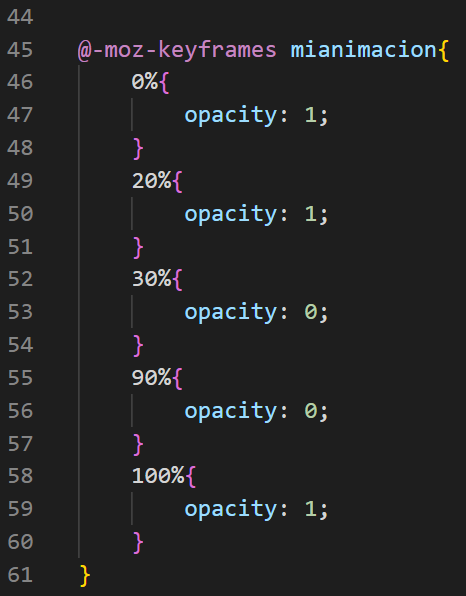 44
45 @-moz-keyframes mianimacion{
46 0%{
47 opacity: 1;
48 }
49 20%{
50 opacity: 1;
51 }
52 30%{
53 opacity: 0;
54 }
55 90%{
56 opacity: 0;
57 }
58 100%{
59 opacity: 1;
60 }
61 }